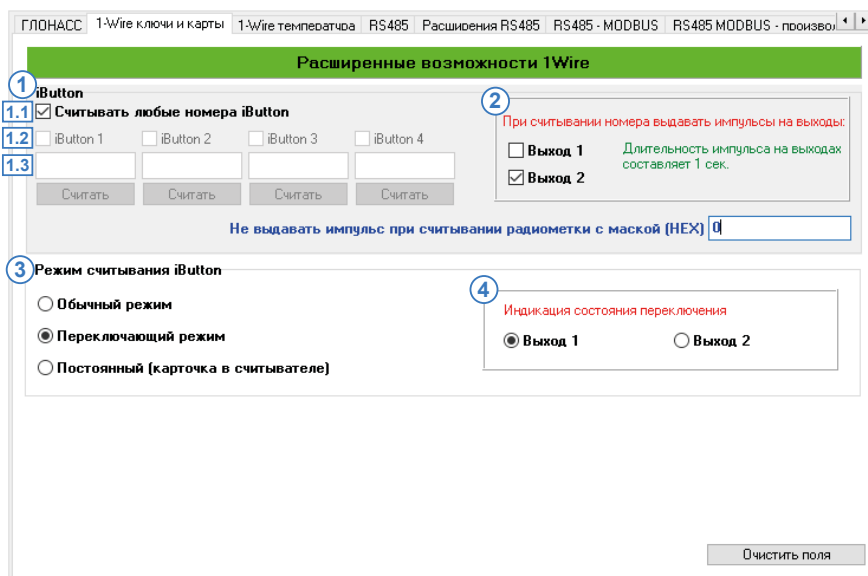 ГЛОНАСС 1-Wire ключи и карты 1-Wire температура RS485 Расширения RS485 RS485 - MODBUS RS485 MODBUS - произвол
Расширенные возможности 1Wire
1
iButton
1.1 Считывать любые номера iButton
1.2 iButton 1 iButton 2 iButton 3 iButton 4
1.3
Считать Считать Считать Считать
2
При считывании номера выдавать импульсы на выходы:
Выход 1
Выход 2
Длительность импульса на выходах
составляет 1 сек.
Не выдавать импульс при считывании радиометки с маской (HEX) 0
3 Режим считывания iButton
Обычный режим
Переключающий режим
Постоянный (карточка в считывателе)
4
Индикация состояния переключения
Выход 1 Выход 2
Очистить поля